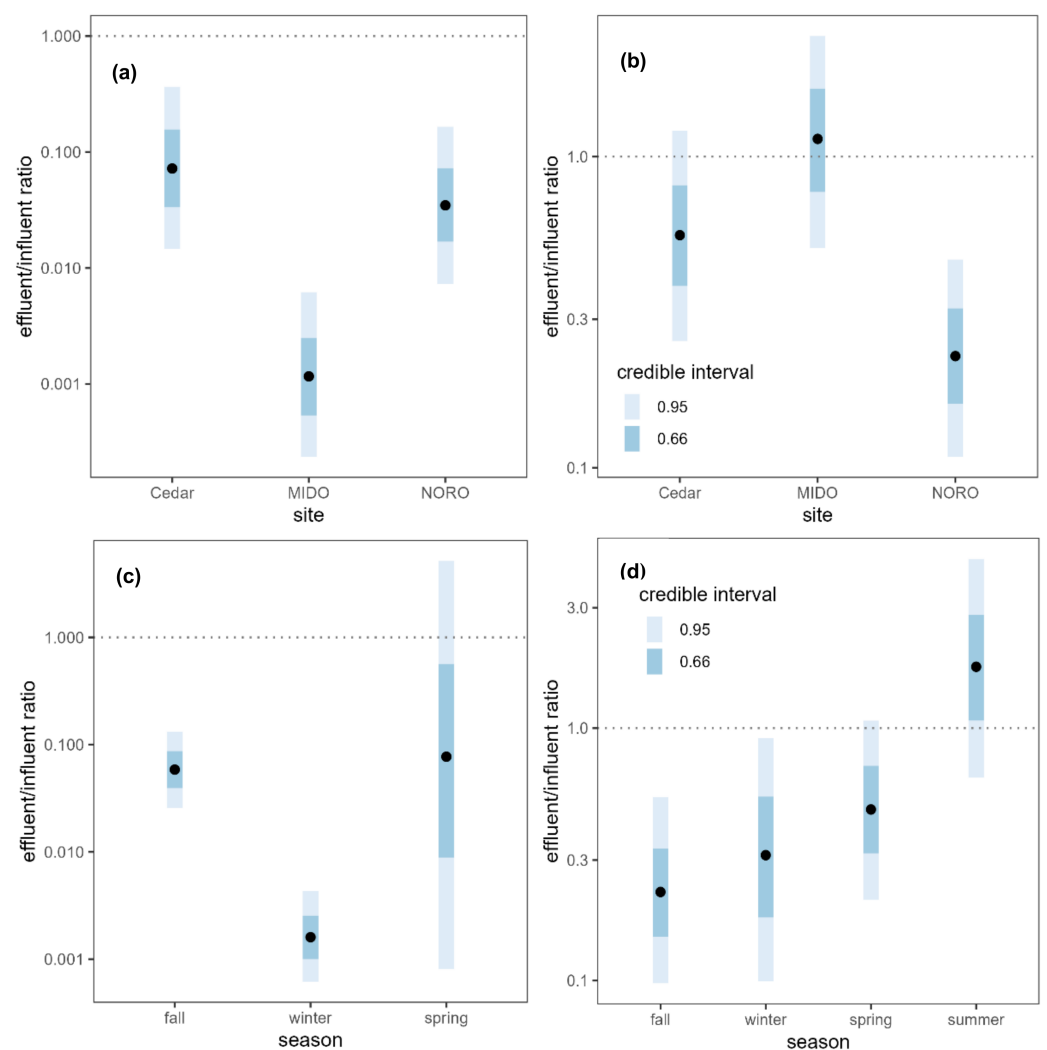 (a)
effluent/influent ratio
1.000
0.100
0.010
0.001
Cedar MIDO NORO
site
(b)
effluent/influent ratio
1.0
0.3
0.1
credible interval
0.95
0.66
Cedar MIDO NORO
site
(c)
effluent/influent ratio
1.000
0.100
0.010
0.001
fall winter spring
season
(d)
credible interval
0.95
0.66
effluent/influent ratio
3.0
1.0
0.3
0.1
fall winter spring summer
season